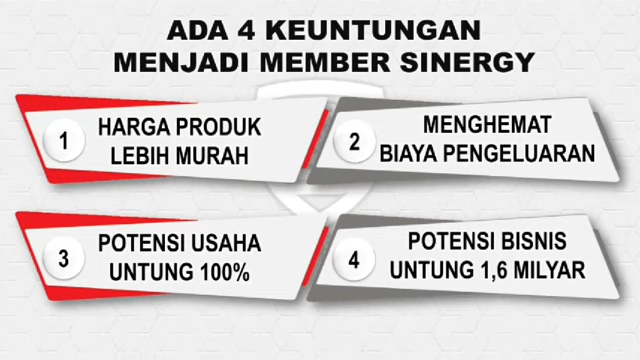 ADA 4 KEUNTUNGAN
MENJADI MEMBER SINERGY
1
HARGA PRODUK
LEBIH MURAH
2
MENGHEMAT
BIAYA PENGELUARAN
3
POTENSI USAHA
UNTUNG 100%
4
POTENSI BISNIS
UNTUNG 1,6 MILYAR